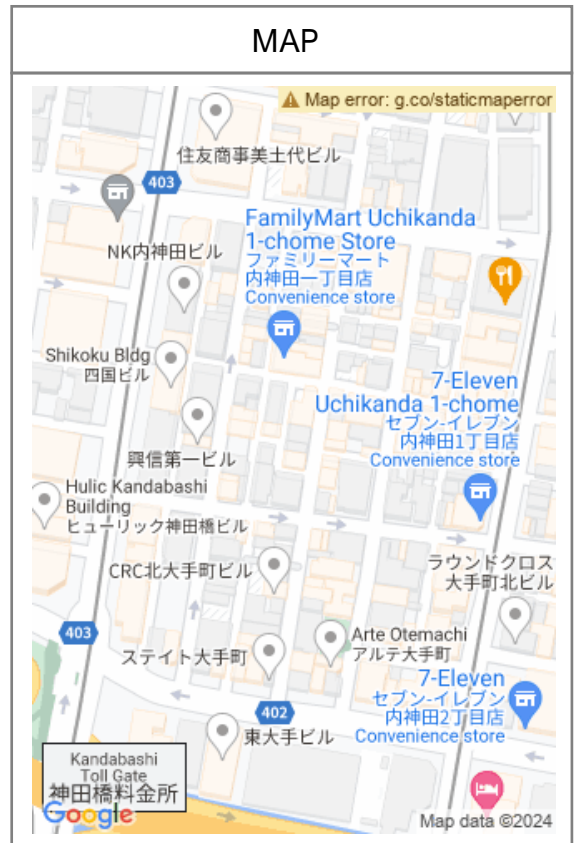 MAP
Map error: g.co/staticmaperror
住友商事美土代ビル
403
FamilyMart Uchikanda
1-chome Store
ファミリーマート
内神田一丁目店
Convenience store
NK内神田ビル
Shikoku Bldg
四国ビル
7-Eleven
Uchikanda 1-chome
セブン-イレブン
内神田1丁目店
Convenience store
興信第一ビル
Hulic Kandabashi
Building
ヒューリック神田橋ビル
CRC北大手町ビル
ラウンドクロス
大手町北ビル
403
Arte Otemachi
アルテ大手町
ステイト大手町
7-Eleven
セブン-イレブン
内神田2丁目店
Convenience store
402
東大手ビル
Kandabashi
Toll Gate
神田橋料金所
Google
Map data ©2024